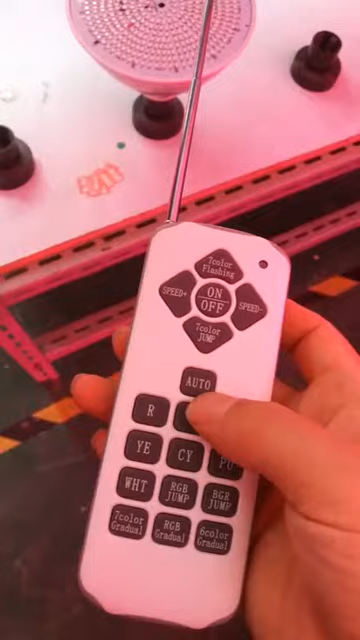 7color
Flashing
SPEED+
ON
OFF
SPEED-
7color
JUMP
AUTO
R
YE
CY
PU
WHT
RGB
JUMP
BGR
JUMP
7color
Gradual
RGB
Gradual
6color
Gradual